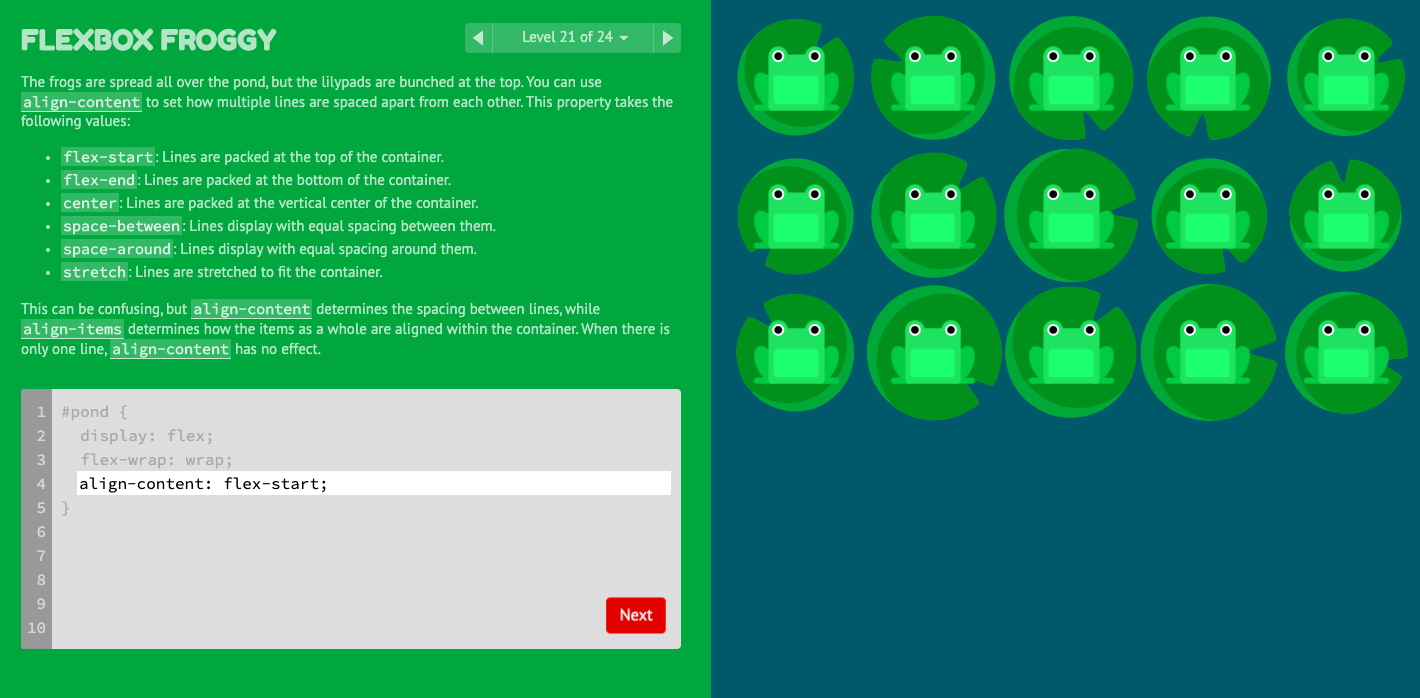 FLEXBOX FROGGY
Level 21 of 24
The frogs are spread all over the pond, but the lilypads are bunched at the top. You can use
align-content to set how multiple lines are spaced apart from each other. This property takes the
following values:
• flex-start: Lines are packed at the top of the container.
• flex-end: Lines are packed at the bottom of the container.
• center: Lines are packed at the vertical center of the container.
• space-between: Lines display with equal spacing between them.
• space-around: Lines display with equal spacing around them.
• stretch: Lines are stretched to fit the container.
This can be confusing, but align-content determines the spacing between lines, while
align-items determines how the items as a whole are aligned within the container. When there is
only one line, align-content has no effect.
1 #pond {
2 display: flex;
3 flex-wrap: wrap;
4 align-content: flex-start;
5 }
6
7
8
9
10
Next